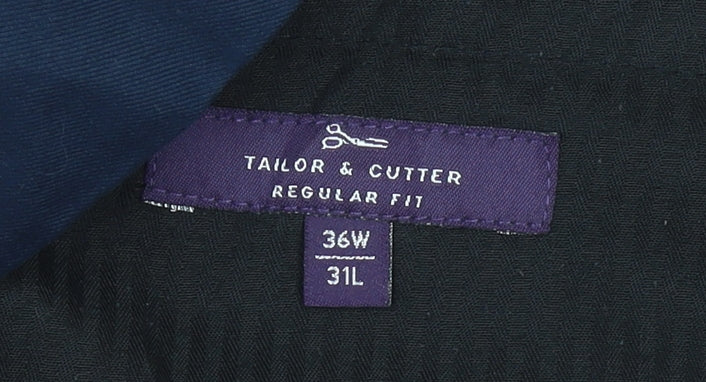 TAILOR & CUTTER
REGULAR FIT
36W
31L